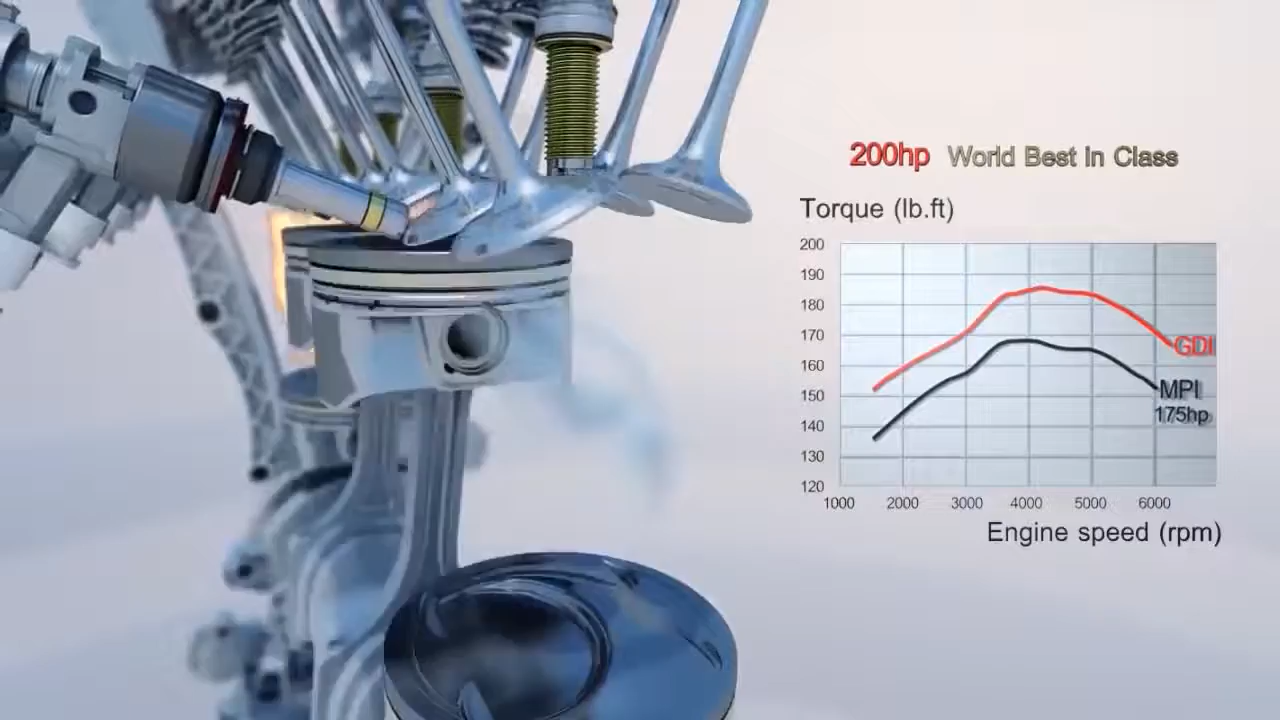 200hp World Best in Class
Torque (lb.ft)
200
190
180
170
160
150
140
130
120
GDI
MPI
175hp
1000 2000 3000 4000 5000 6000
Engine speed (rpm)